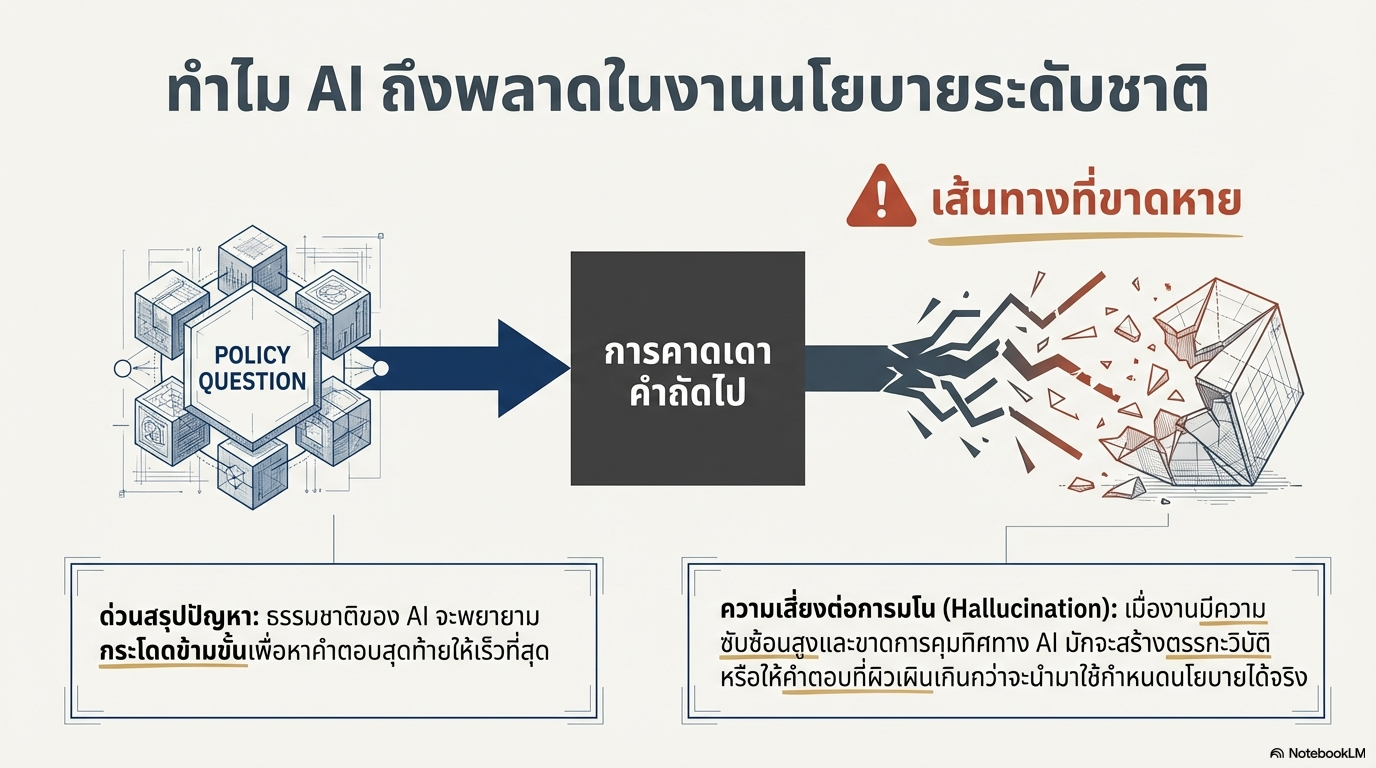 ทำไม AI ถึงพลาดในงานนโยบายระดับชาติ
เส้นทางที่ขาดหาย
POLICY
QUESTION
การคาดเดา
คำถัดไป
ด่วนสรุปปัญหา: ธรรมชาติของ AI จะพยายาม
กระโดดข้ามขั้นเพื่อหาคำตอบสุดท้ายให้เร็วที่สุด
ความเสี่ยงต่อการมโน (Hallucination): เมื่องานมีความ
ซับซ้อนสูงและขาดการคุมทิศทาง AI มักจะสร้างตรรกะวิบัติ
หรือให้คำตอบที่ผิวเผินเกินกว่าจะนำมาใช้กำหนดนโยบายได้จริง
NotebookLM